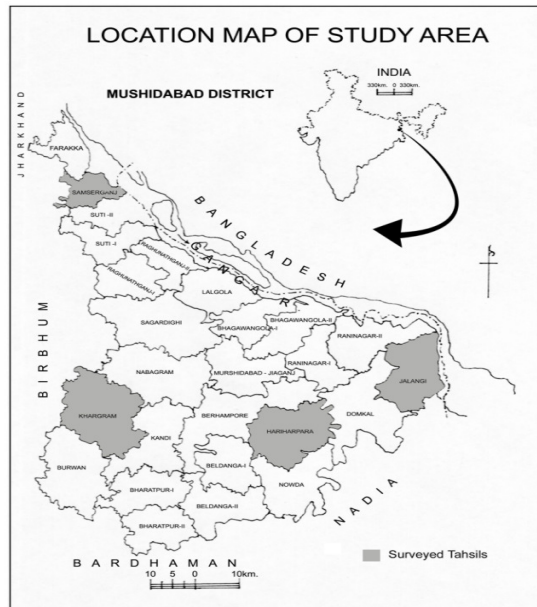 LOCATION MAP OF STUDY AREA
INDIA
330km. 0 330km.
MUSHIDABAD DISTRICT
JHARKHAND
FARAKKA
SAMSERGANJ
SUTI -II
SUTI -I
RAGHUNATHGANJ-II
RAGHUNATHGANJ-I
BANGLADESH
GANGA R
LALGOLA
SAGARDIGHI
BHAGAWANGOLA-I
BHAGAWANGOLA-II
RANINAGAR-II
BIRBHUM
NABAGRAM
MURSHIDABAD - JIAGANJ
RANINAGAR-I
JALANGI
KHARGRAM
KANDI
BERHAMPORE
HARIHARPARA
DOMKAL
BURWAN
BELDANGA-I
NOWDA
BHARATPUR-I
BELDANGA-II
BHARATPUR-II
NADIA
BARDHAMAN
Surveyed Tahsils
10 5 0 10km.